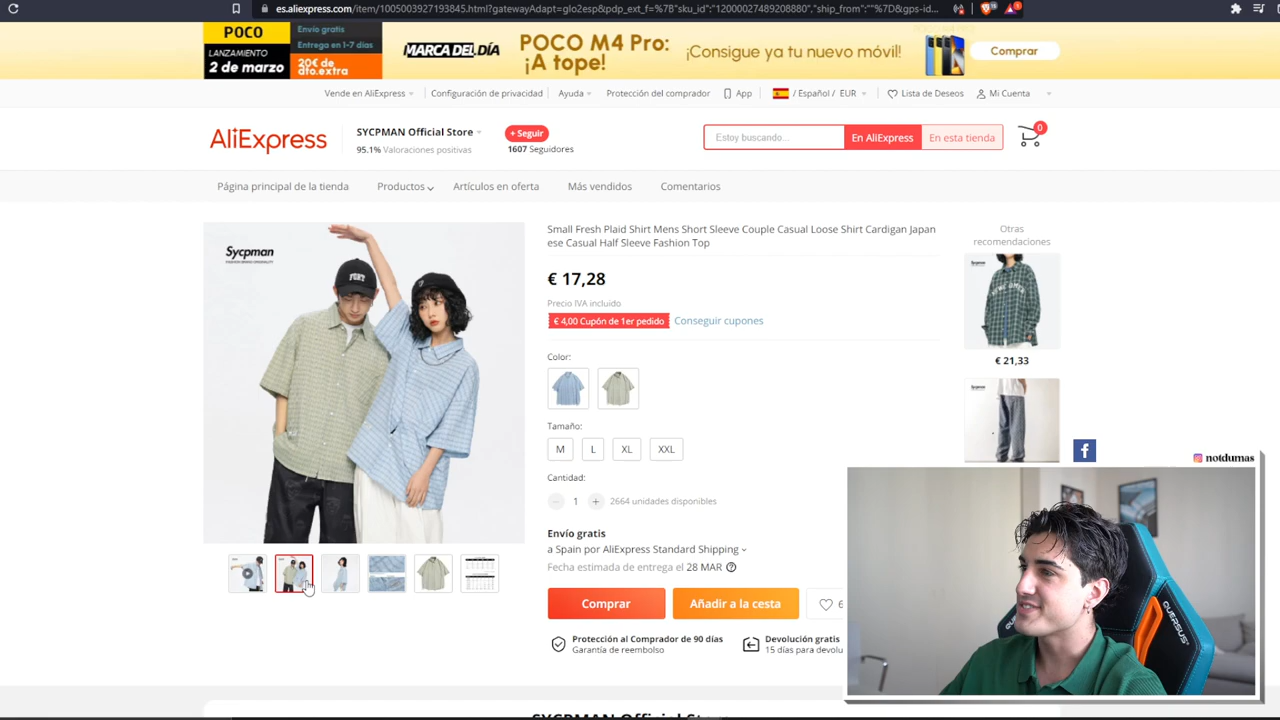 es.aliexpress.com/item/1005003927193845.html?gatewayAdapt=glo2esp&pdp_ext_f=%7B"sku_id":"12000027489208880","ship_from":""%7D&gps-id...
POCO
LANZAMIENTO
2 de marzo
Envío gratis
Entrega en 1-7 días
20€ de
dto.extra
MARCA DEL DÍA
POCO M4 Pro:
¡A tope!
¡Consigue ya tu nuevo móvil!
Comprar
Vende en AliExpress
Configuración de privacidad
Ayuda
Protección del comprador
App
/ Español / EUR
Lista de Deseos
Mi Cuenta
AliExpress
SYCPMAN Official Store
95.1% Valoraciones positivas
+ Seguir
1607 Seguidores
Estoy buscando...
En AliExpress
En esta tienda
0
Página principal de la tienda
Productos
Artículos en oferta
Más vendidos
Comentarios
Sycpman
Small Fresh Plaid Shirt Mens Short Sleeve Couple Casual Loose Shirt Cardigan Japan
ese Casual Half Sleeve Fashion Top
€ 17,28
Precio IVA incluido
€ 4,00 Cupón de 1er pedido
Conseguir cupones
Color:
Tamaño:
M
L
XL
XXL
Cantidad:
1
2664 unidades disponibles
Envío gratis
a Spain por AliExpress Standard Shipping
Fecha estimada de entrega el 28 MAR
Comprar
Añadir a la cesta
6
Protección al Comprador de 90 días
Garantía de reembolso
Devolución gratis
15 días para devolu
Otras
recomendaciones
€ 21,33
notdumas
QUERSUS
SYCPMAN Official Store